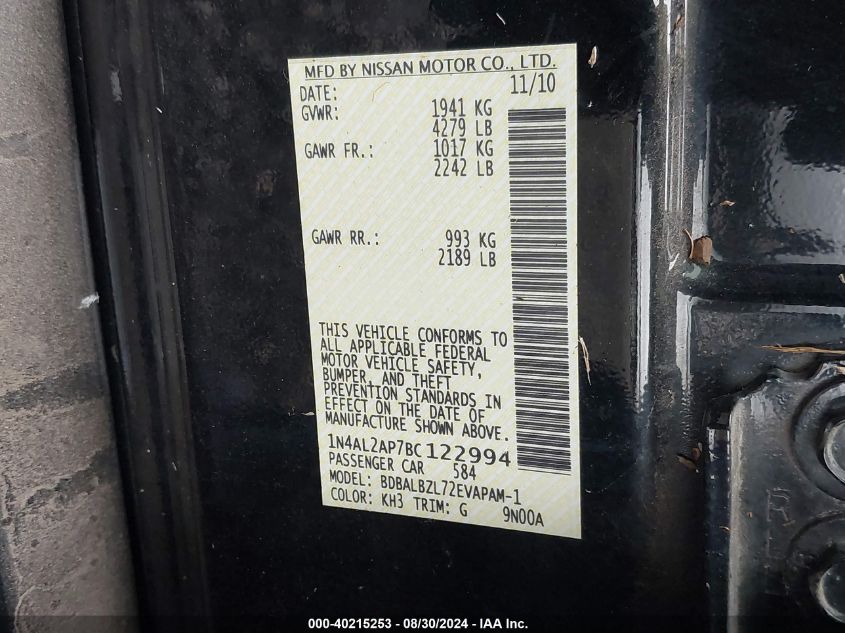 MFD BY NISSAN MOTOR CO., LTD.
DATE: 11/10
GVWR: 1941 KG
4279 LB
GAWR FR.: 1017 KG
2242 LB
GAWR RR.: 993 KG
2189 LB
THIS VEHICLE CONFORMS TO
ALL APPLICABLE FEDERAL
MOTOR VEHICLE SAFETY,
BUMPER, AND THEFT
PREVENTION STANDARDS IN
EFFECT ON THE DATE OF
MANUFACTURE SHOWN ABOVE.
1N4AL2AP7BC122994
PASSENGER CAR 584
MODEL: BDBALBZL72EVAPAM-1
COLOR: KH3 TRIM: G 9N00A
000-40215253 - 08/30/2024 - IAA Inc.